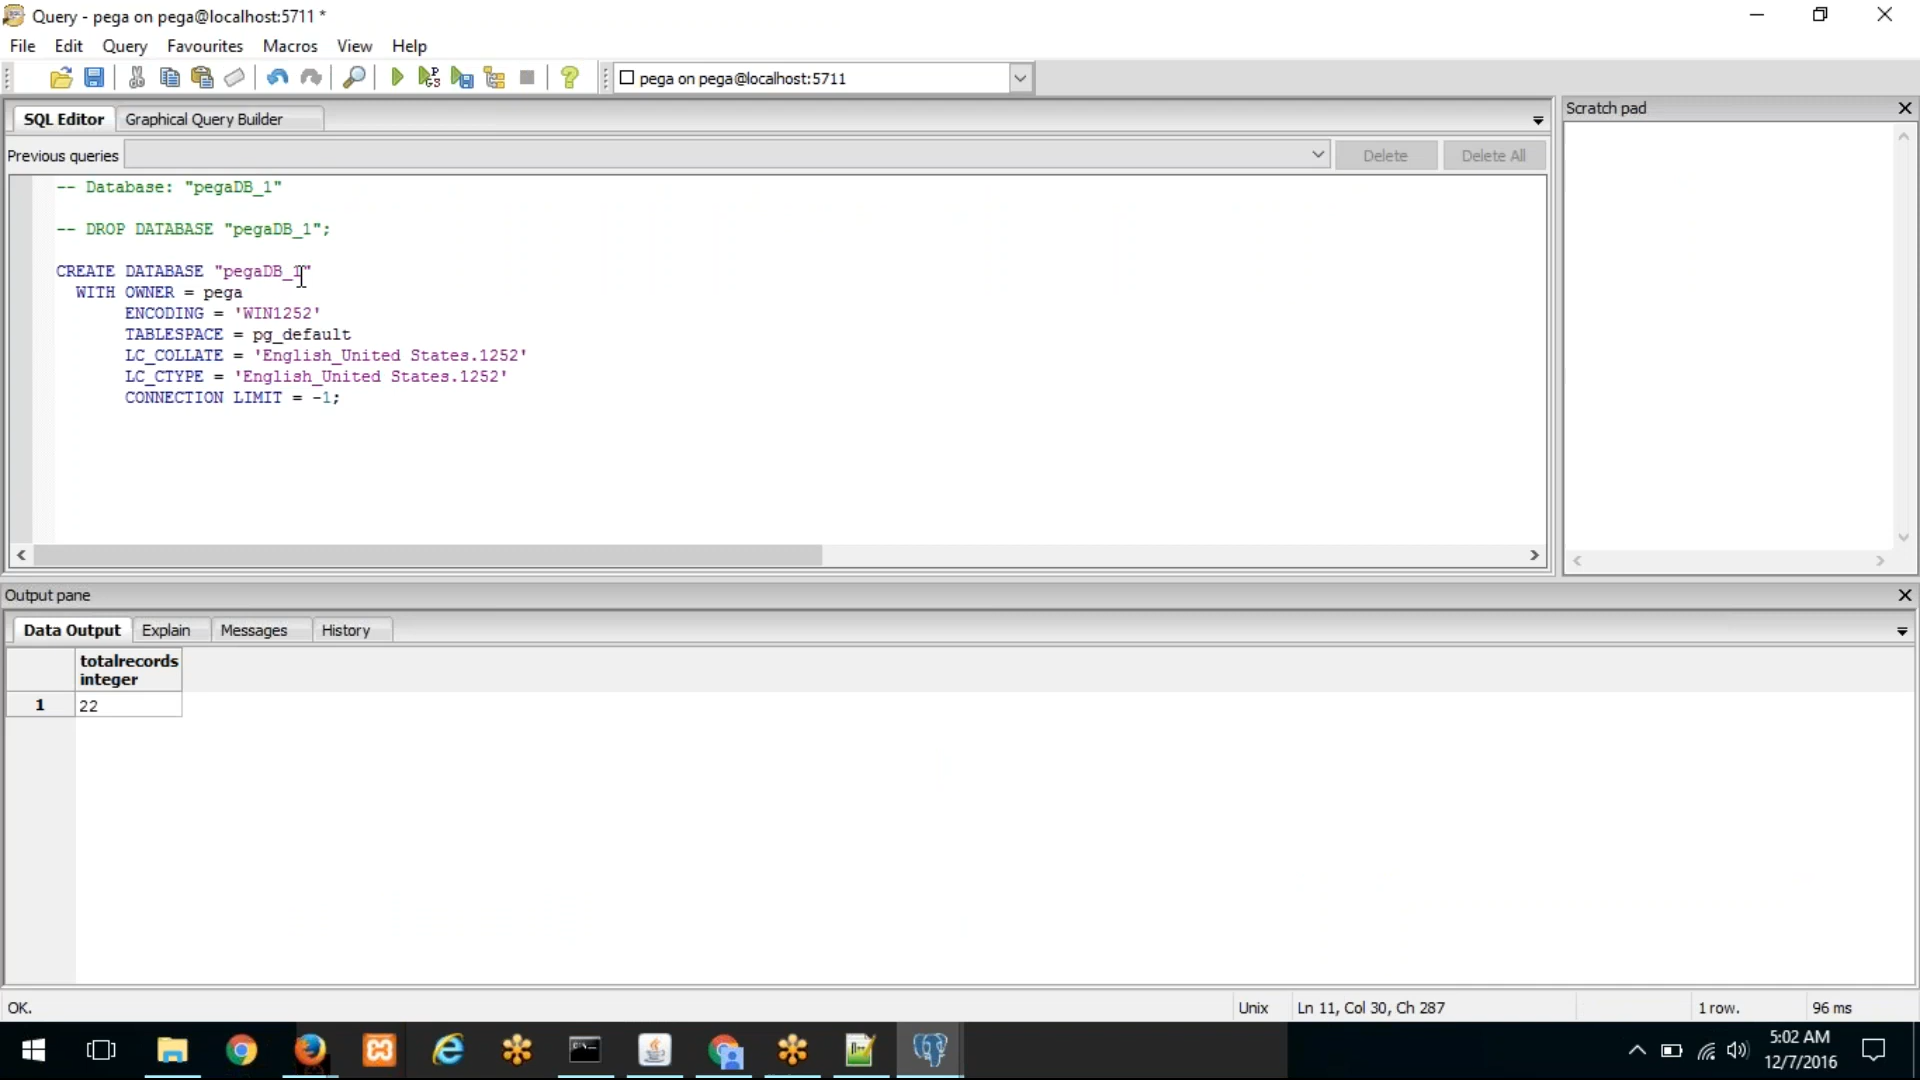 Query - pega on pega@localhost:5711 *
File Edit Query Favourites Macros View Help
pega on pega@localhost:5711
SQL Editor Graphical Query Builder
Scratch pad
Previous queries Delete Delete All
-- Database: "pegaDB_1"
-- DROP DATABASE "pegaDB_1";
CREATE DATABASE "pegaDB_1"
WITH OWNER = pega
ENCODING = 'WIN1252'
TABLESPACE = pg_default
LC_COLLATE = 'English_United States.1252'
LC_CTYPE = 'English_United States.1252'
CONNECTION LIMIT = -1;
Output pane
Data Output Explain Messages History
totalrecords
integer
1 22
OK. Unix Ln 11, Col 30, Ch 287 1 row. 96 ms
5:02 AM
12/7/2016